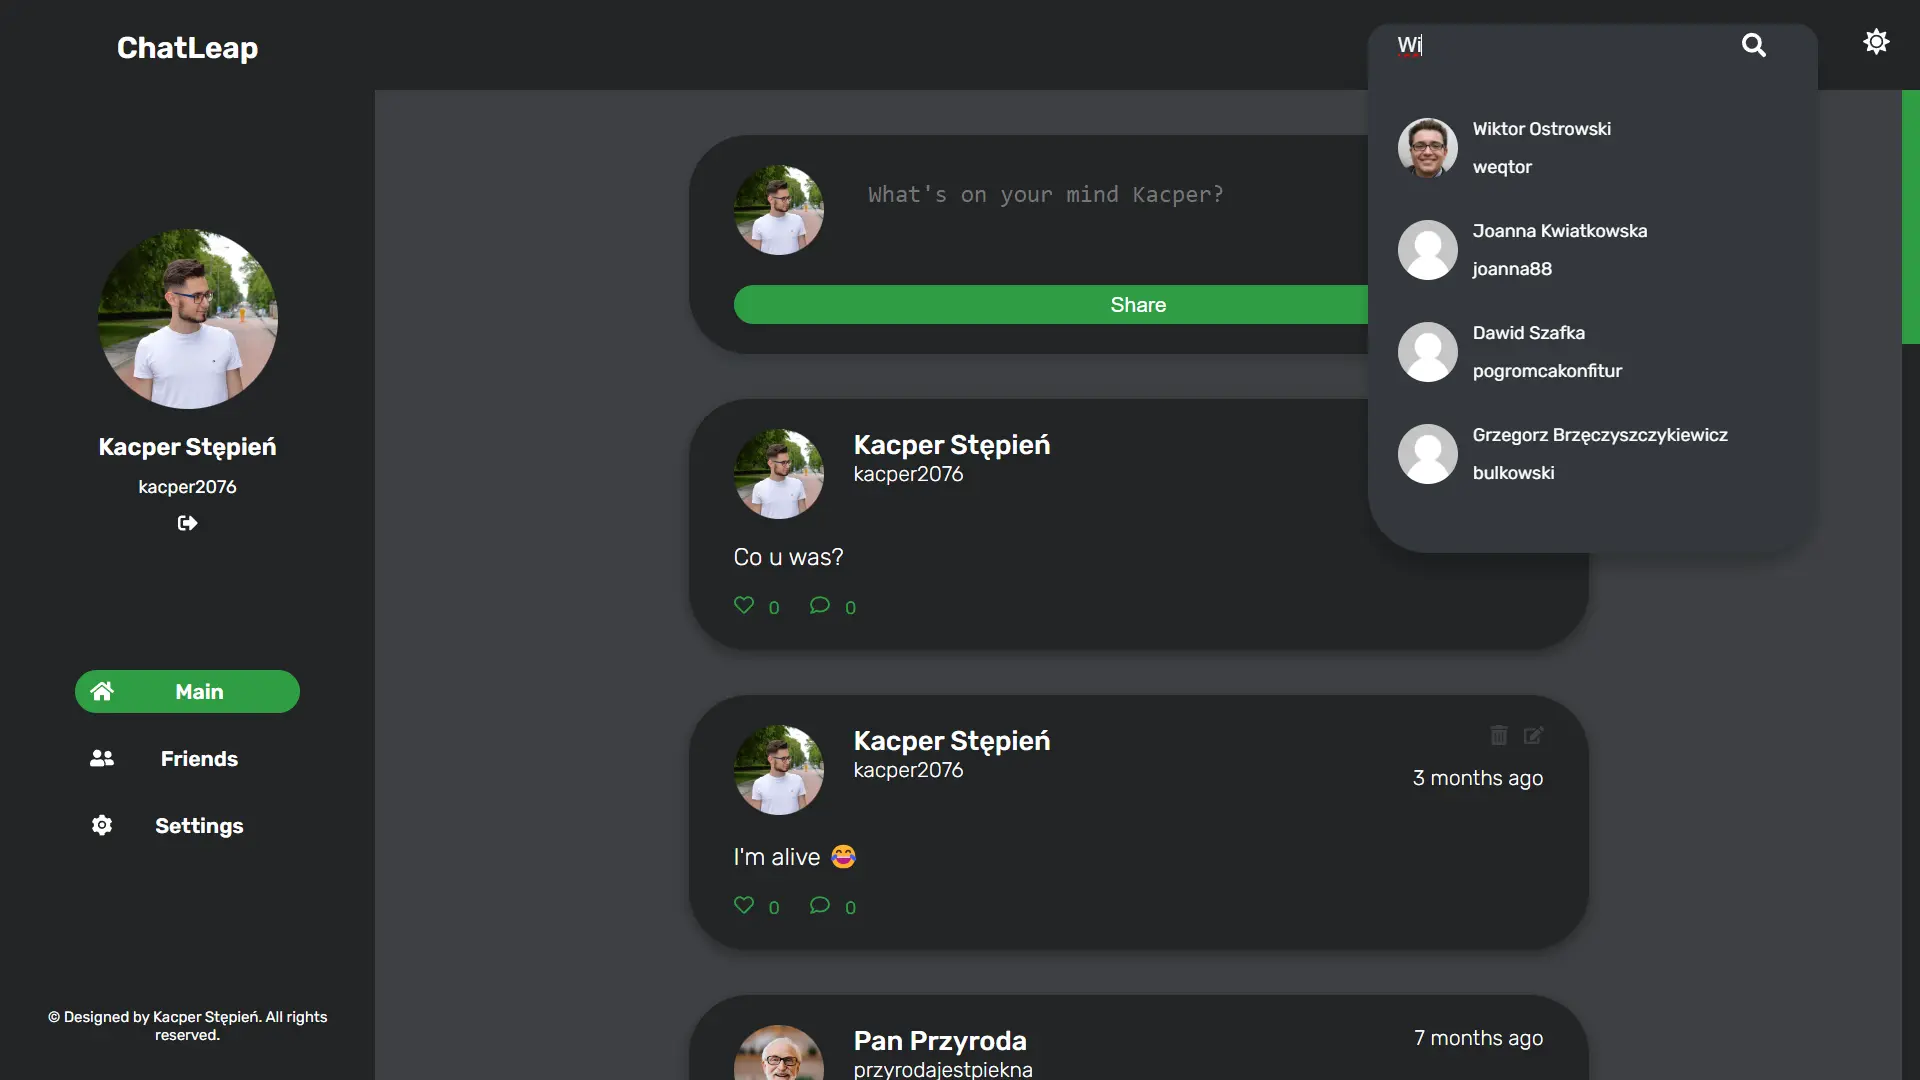 ChatLeap
Wi
Kacper Stępień
kacper2076
Main
Friends
Settings
© Designed by Kacper Stępień. All rights
reserved.
What's on your mind Kacper?
Share
Kacper Stępień
kacper2076
Co u was?
0 0
Kacper Stępień
kacper2076
3 months ago
I'm alive 😂
0 0
Pan Przyroda
przyrodajestpiekna
7 months ago
Wiktor Ostrowski
weqtor
Joanna Kwiatkowska
joanna88
Dawid Szafka
pogromcakonfitur
Grzegorz Brzęczyszczykiewicz
bulkowski